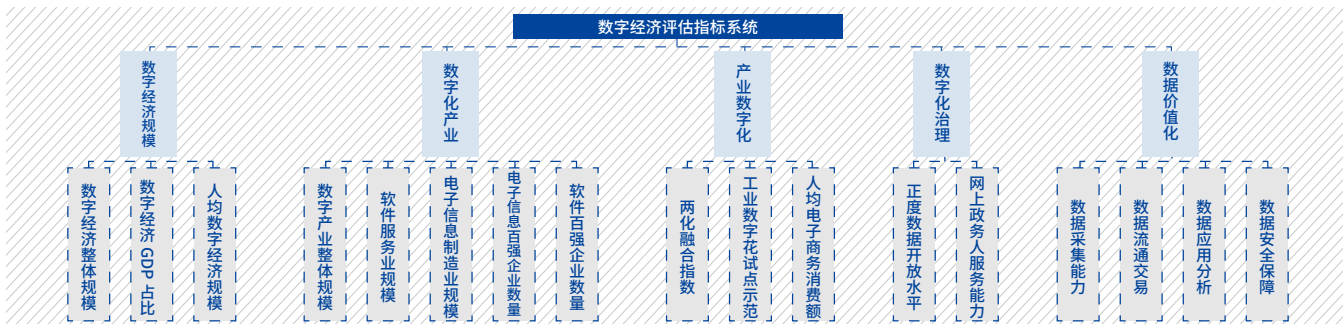 数字经济评估指标系统
数字经济规模
数字化产业
产业数字化
数字化治理
数据价值化
数字经济整体规模
数字经济 GDP 占比
人均数字经济规模
数字产业整体规模
软件服务业规模
电子信息制造业规模
电子信息百强企业数量
软件百强企业数量
两化融合指数
工业数字花试点示范
人均电子商务消费额
正度数据开放水平
网上政务人服务能力
数据采集能力
数据流通交易
数据应用分析
数据安全保障